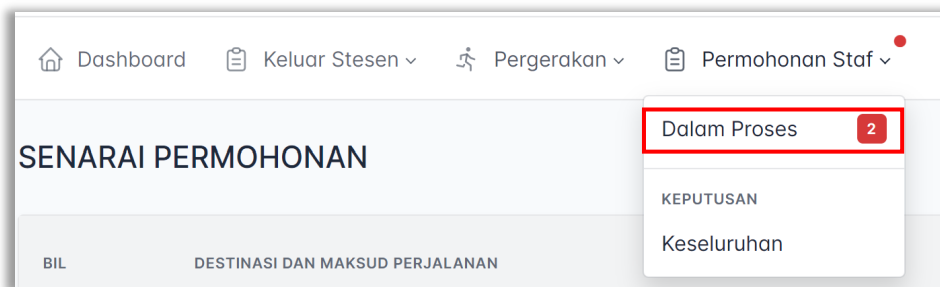 Dashboard Keluar Stesen Pergerakan Permohonan Staf
Dalam Proses 2
SENARAI PERMOHONAN
KEPUTUSAN
Keseluruhan
BIL DESTINASI DAN MAKSUD PERJALANAN